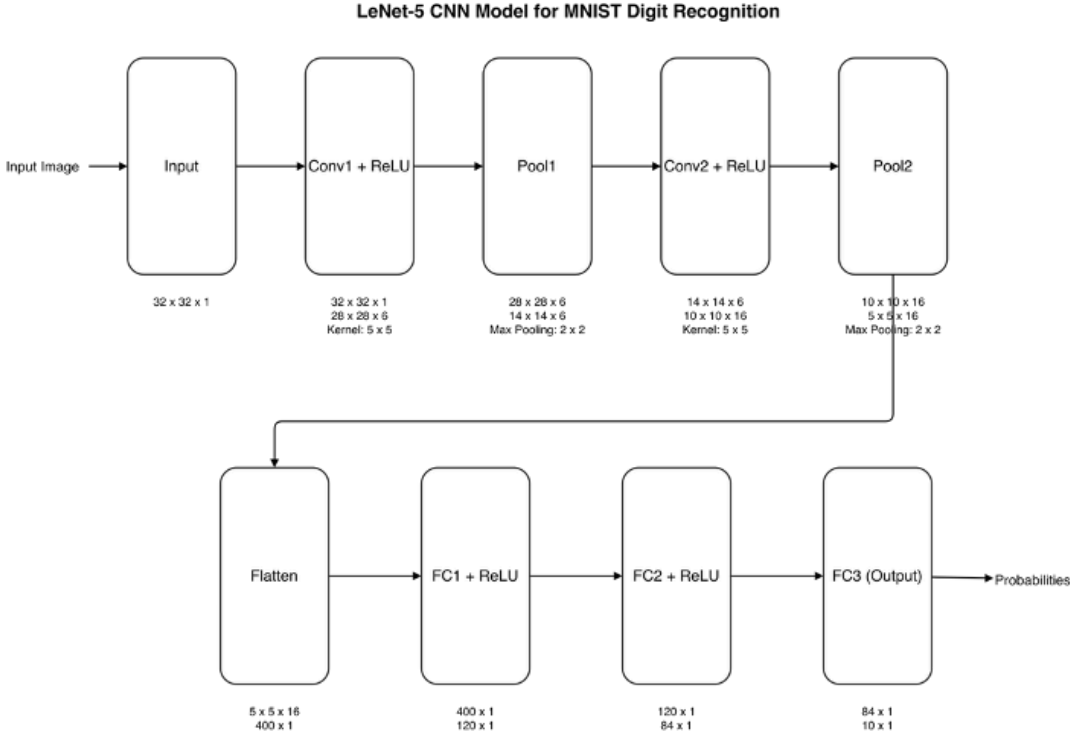 LeNet-5 CNN Model for MNIST Digit Recognition
Input Image
Input
Conv1 + ReLU
Pool1
Conv2 + ReLU
Pool2
32 x 32 x 1
32 x 32 x 1
28 x 28 x 6
Kernel: 5 x 5
28 x 28 x 6
14 x 14 x 6
Max Pooling: 2 x 2
14 x 14 x 6
10 x 10 x 16
Kernel: 5 x 5
10 x 10 x 16
5 x 5 x 16
Max Pooling: 2 x 2
Flatten
FC1 + ReLU
FC2 + ReLU
FC3 (Output)
Probabilities
5 x 5 x 16
400 x 1
400 x 1
120 x 1
120 x 1
84 x 1
84 x 1
10 x 1